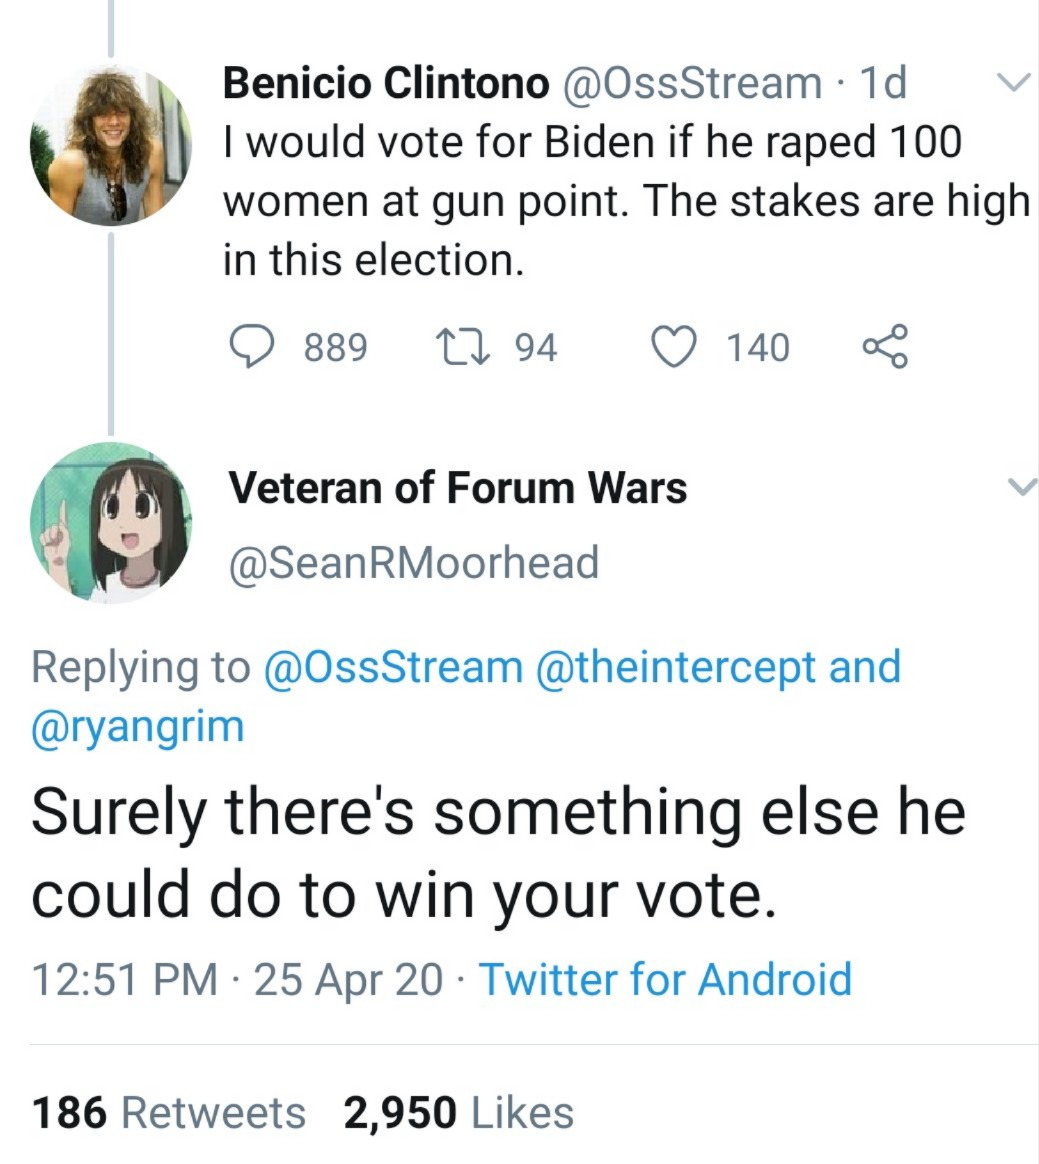 Benicio Clintono @OssStream · 1d
I would vote for Biden if he raped 100
women at gun point. The stakes are high
in this election.
889 94 140
Veteran of Forum Wars
@SeanRMoorhead
Replying to @OssStream @theintercept and
@ryangrim
Surely there's something else he
could do to win your vote.
12:51 PM · 25 Apr 20 · Twitter for Android
186 Retweets 2,950 Likes